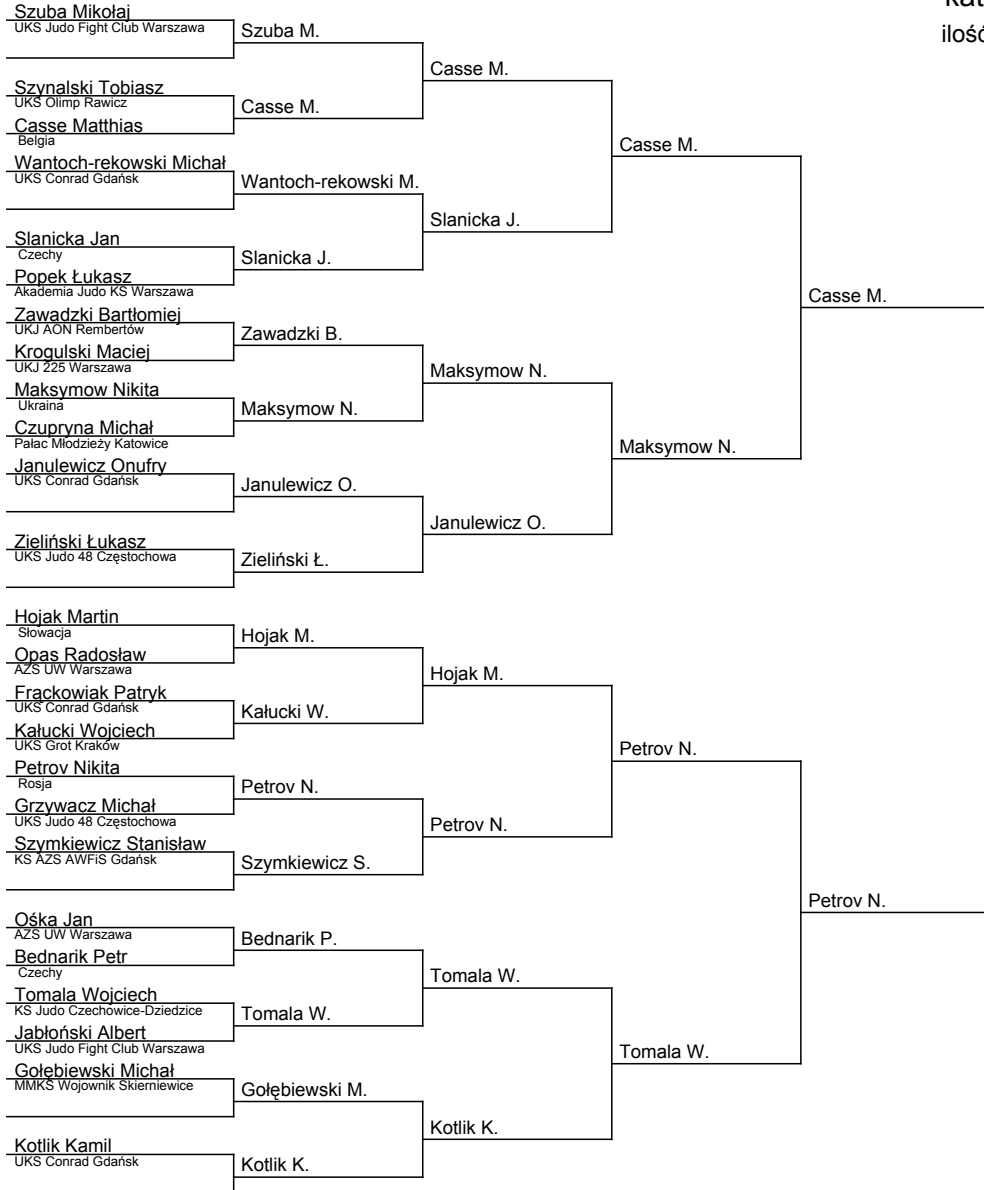 kat
ilość
Szuba Mikołaj
UKS Judo Fight Club Warszawa
Szynalski Tobiasz
UKS Olimp Rawicz
Casse Matthias
Belgia
Wantoch-rekowski Michał
UKS Conrad Gdańsk
Slanicka Jan
Czechy
Popek Łukasz
Akademia Judo KS Warszawa
Zawadzki Bartłomiej
UKJ AON Rembertów
Krogulski Maciej
UKJ 225 Warszawa
Maksymow Nikita
Ukraina
Czupryna Michał
Pałac Młodzieży Katowice
Janulewicz Onufry
UKS Conrad Gdańsk
Zieliński Łukasz
UKS Judo 48 Częstochowa
Hojak Martin
Słowacja
Opas Radosław
AZS UW Warszawa
Frąckowiak Patryk
UKS Conrad Gdańsk
Kałucki Wojciech
UKS Grot Kraków
Petrov Nikita
Rosja
Grzywacz Michał
UKS Judo 48 Częstochowa
Szymkiewicz Stanisław
KS AZS AWFiS Gdańsk
Ośka Jan
AZS UW Warszawa
Bednarik Petr
Czechy
Tomala Wojciech
KS Judo Czechowice-Dziedzice
Jabłoński Albert
UKS Judo Fight Club Warszawa
Gołębiewski Michał
MMKS Wojownik Skierniewice
Kotlik Kamil
UKS Conrad Gdańsk
Szuba M.
Casse M.
Wantoch-rekowski M.
Slanicka J.
Zawadzki B.
Maksymow N.
Janulewicz O.
Zieliński Ł.
Hojak M.
Kałucki W.
Petrov N.
Szymkiewicz S.
Bednarik P.
Tomala W.
Gołębiewski M.
Kotlik K.
Casse M.
Slanicka J.
Maksymow N.
Janulewicz O.
Hojak M.
Petrov N.
Tomala W.
Kotlik K.
Casse M.
Maksymow N.
Petrov N.
Tomala W.
Casse M.
Petrov N.